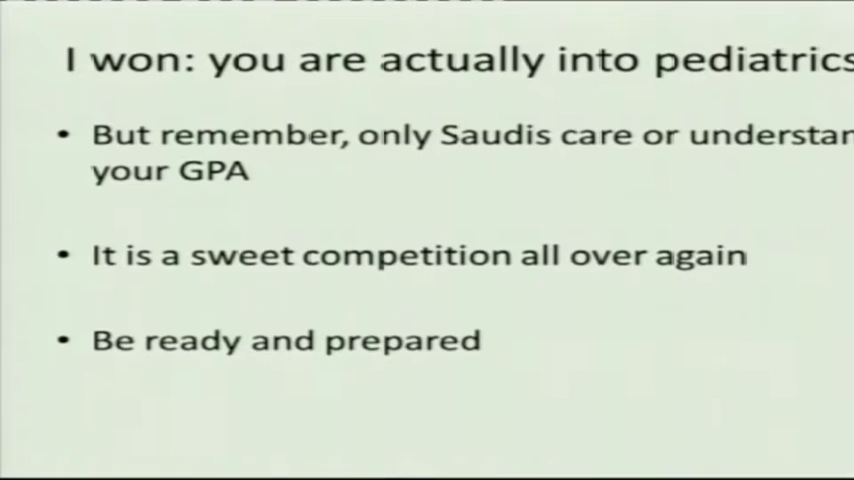 I won: you are actually into pediatrics
• But remember, only Saudis care or understan
your GPA
• It is a sweet competition all over again
• Be ready and prepared